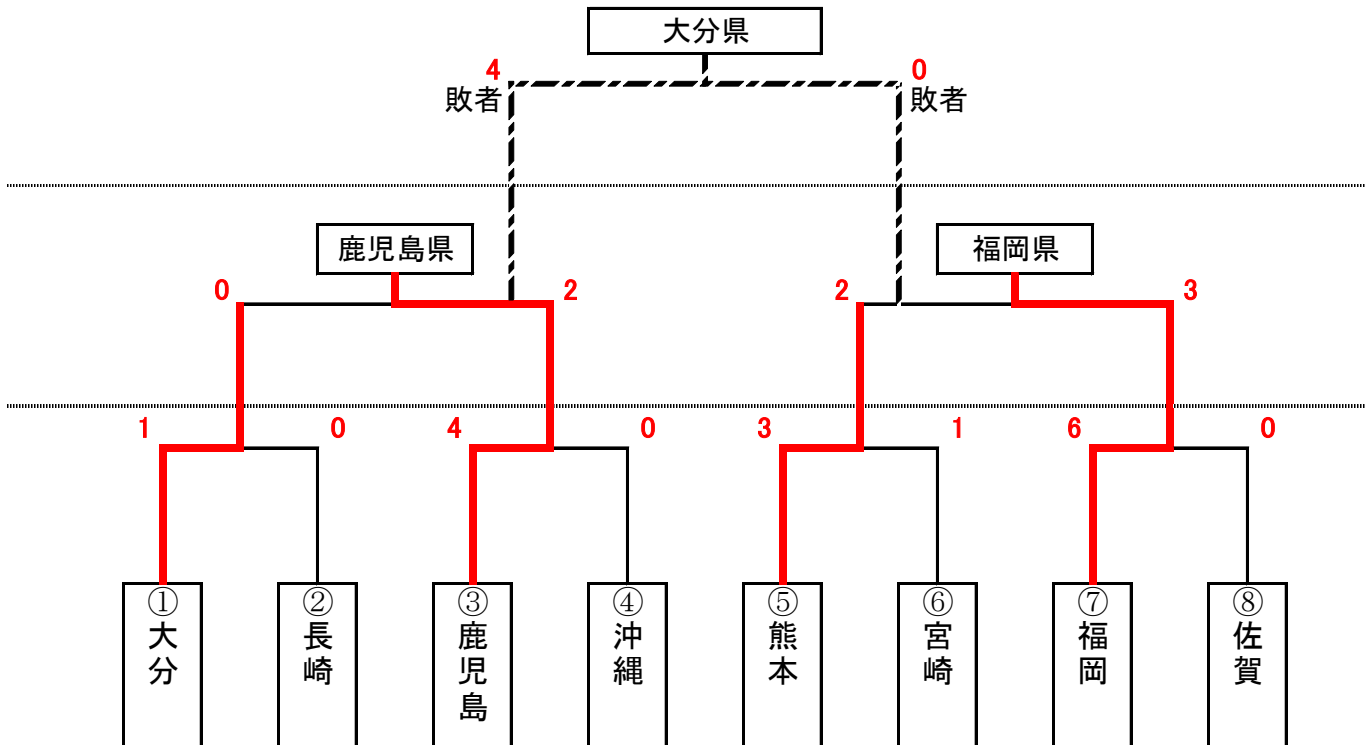 大分県
4 0
敗者 敗者
鹿児島県 福岡県
0 2 2 3
1 0 4 0 3 1 6 0
① ② ③ ④ ⑤ ⑥ ⑦ ⑧
大分
長崎
鹿児島
沖縄
熊本
宮崎
福岡
佐賀